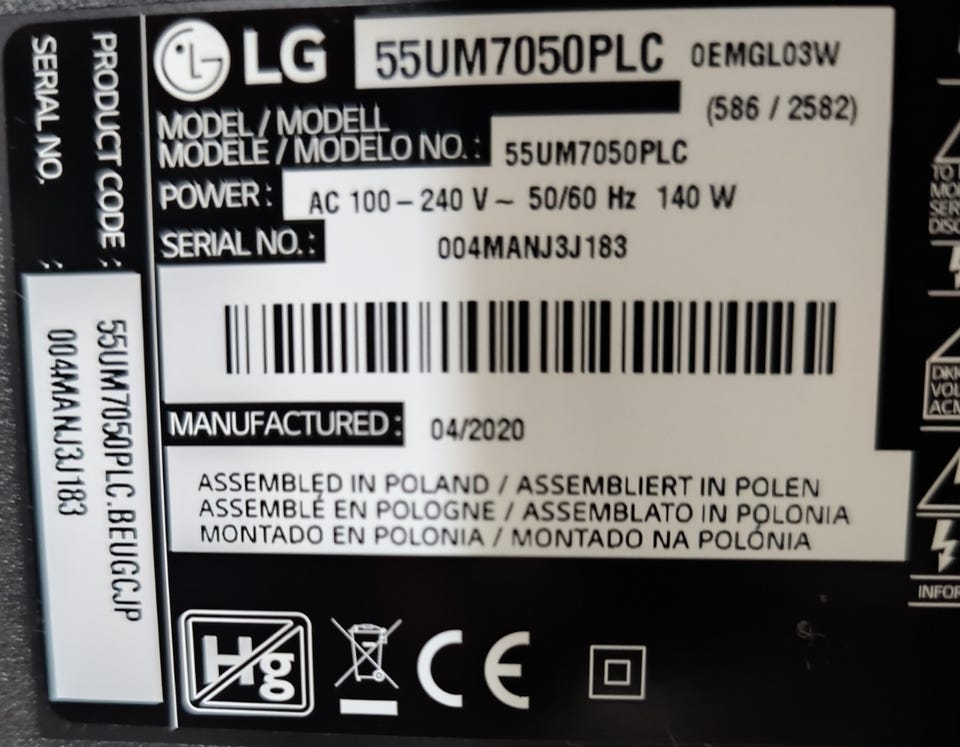 LG 55UM7050PLC 0EMGL03W
(586 / 2582)
MODEL / MODELL
MODÈLE / MODELO NO. : 55UM7050PLC
POWER : AC 100 – 240 V ~ 50/60 Hz 140 W
SERIAL NO. : 004MANJ3J183
MANUFACTURED : 04/2020
ASSEMBLED IN POLAND / ASSEMBLIERT IN POLEN
ASSEMBLÉ EN POLOGNE / ASSEMBLATO IN POLONIA
MONTADO EN POLONIA / MONTADO NA POLÓNIA
Hg
CE
PRODUCT CODE : 55UM7050PLC.BEUGCJP
SERIAL NO. : 004MANJ3J183